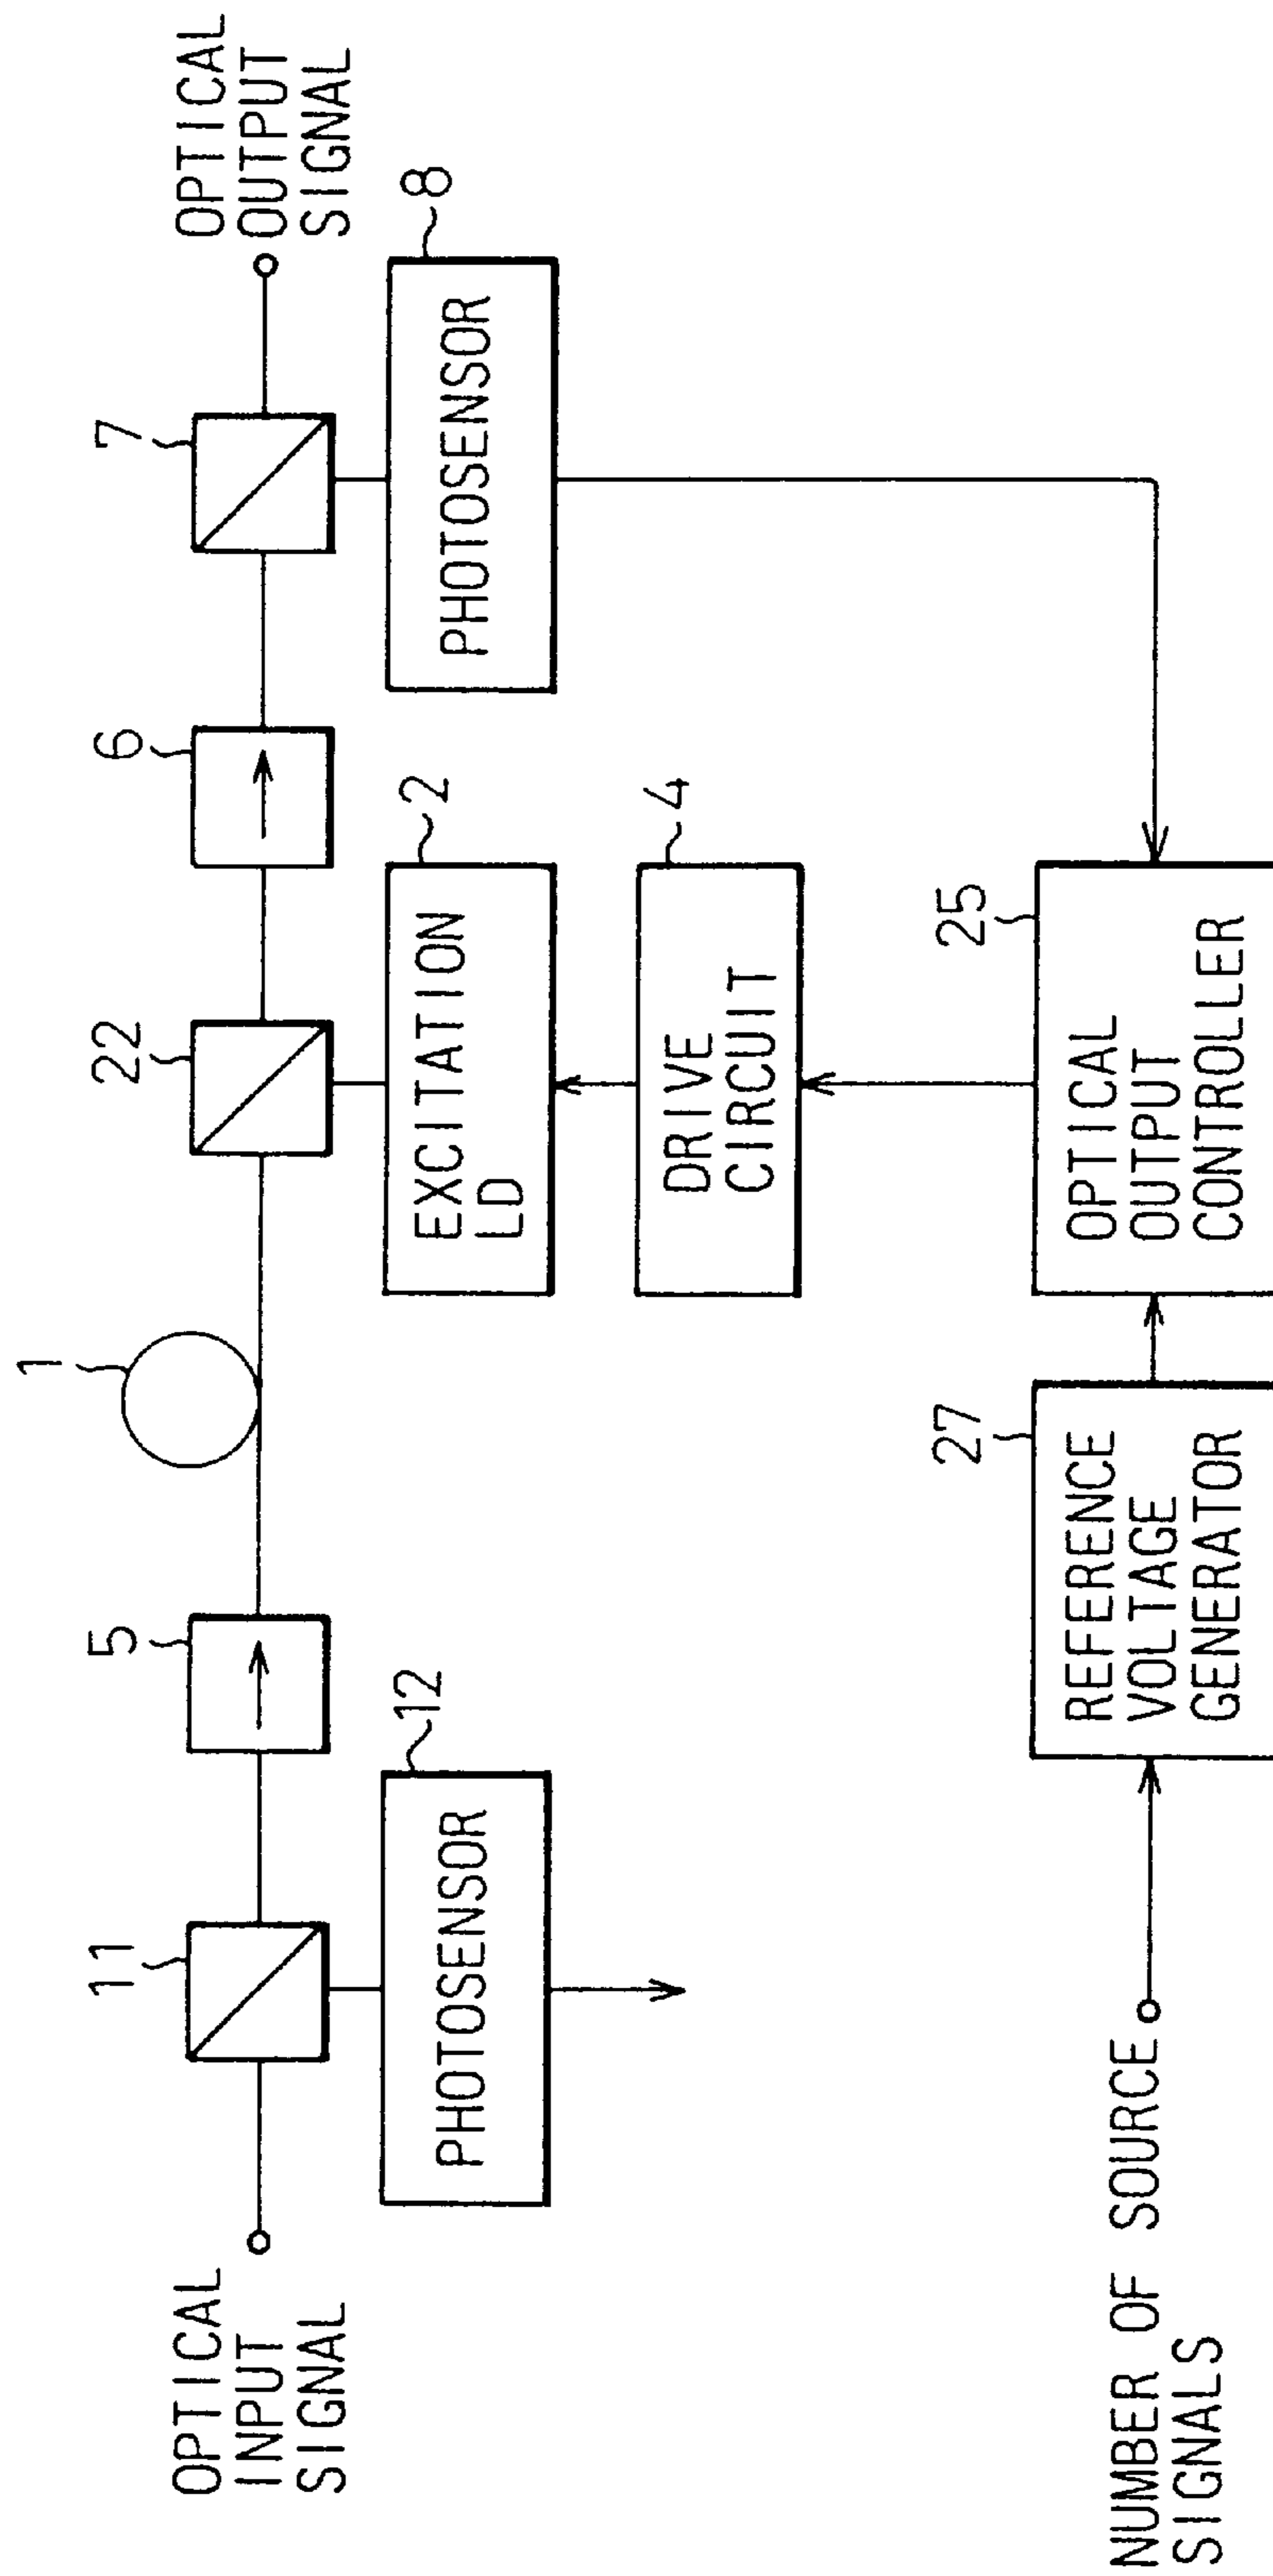 1
11
5
22
6
7
OPTICAL
INPUT
SIGNAL
OPTICAL
OUTPUT
SIGNAL
12
PHOTOSENSOR
2
EXCITATION
LD
8
PHOTOSENSOR
4
DRIVE
CIRCUIT
27
REFERENCE
VOLTAGE
GENERATOR
25
OPTICAL
OUTPUT
CONTROLLER
NUMBER OF SOURCE
SIGNALS